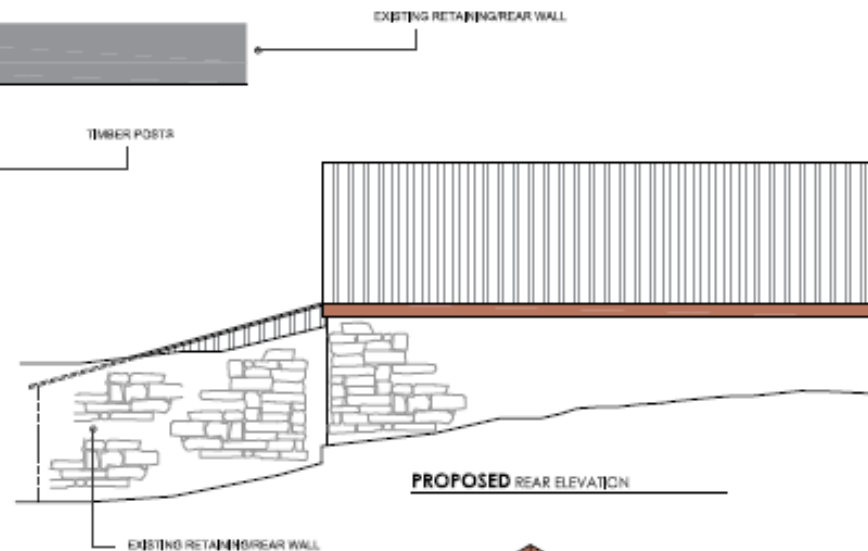 EXISTING RETAINING/REAR WALL
TIMBER POSTS
PROPOSED REAR ELEVATION
EXISTING RETAINING/REAR WALL